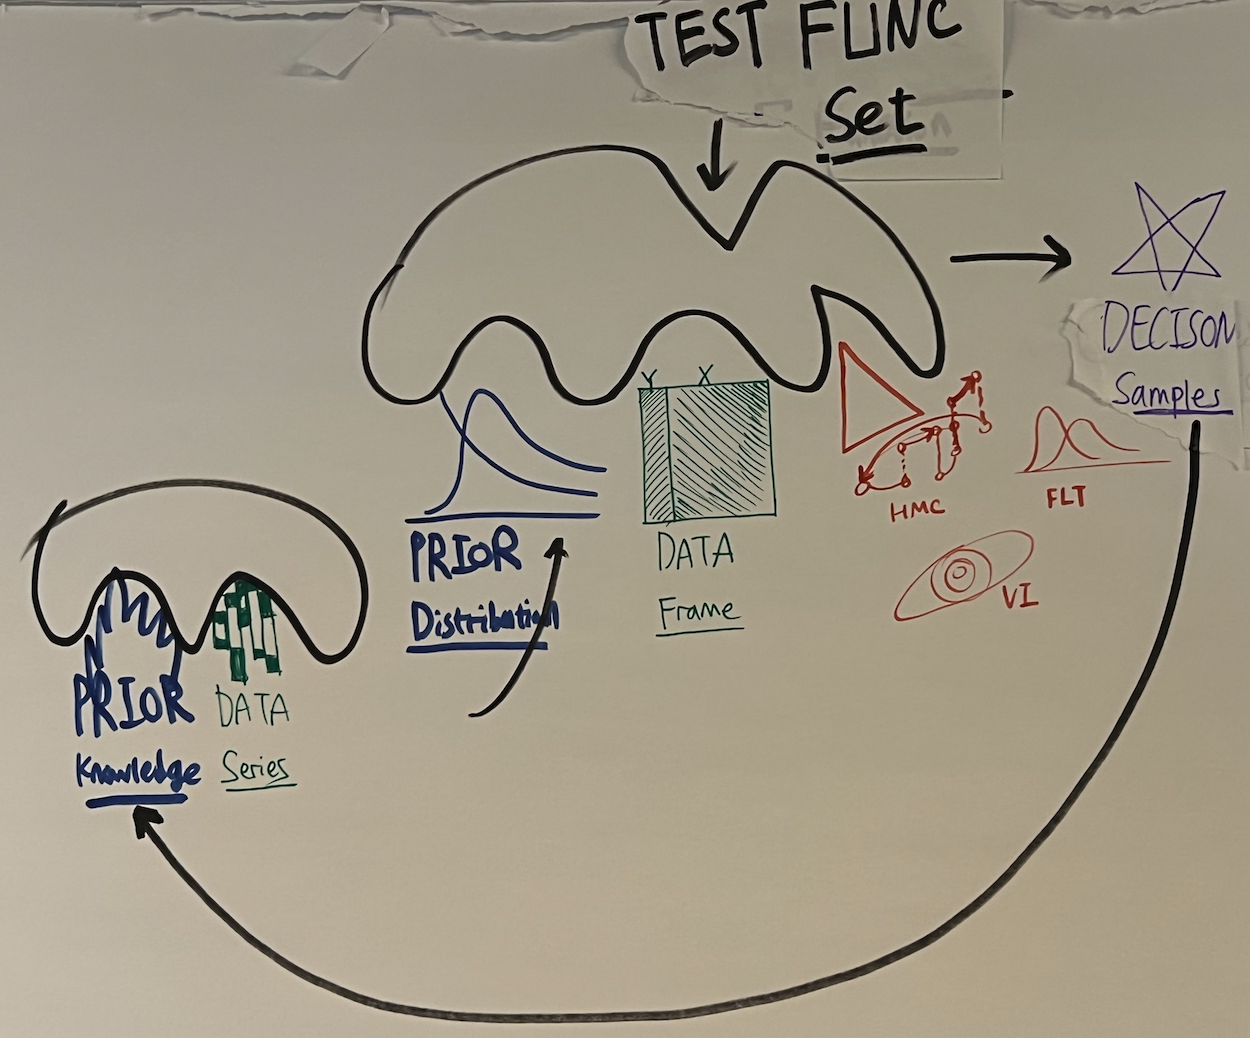 TEST FUNC
Set
DECISON
Samples
Y X
HMC
FLT
VI
PRIOR
Distribution
DATA
Frame
PRIOR
Knowledge
DATA
Series